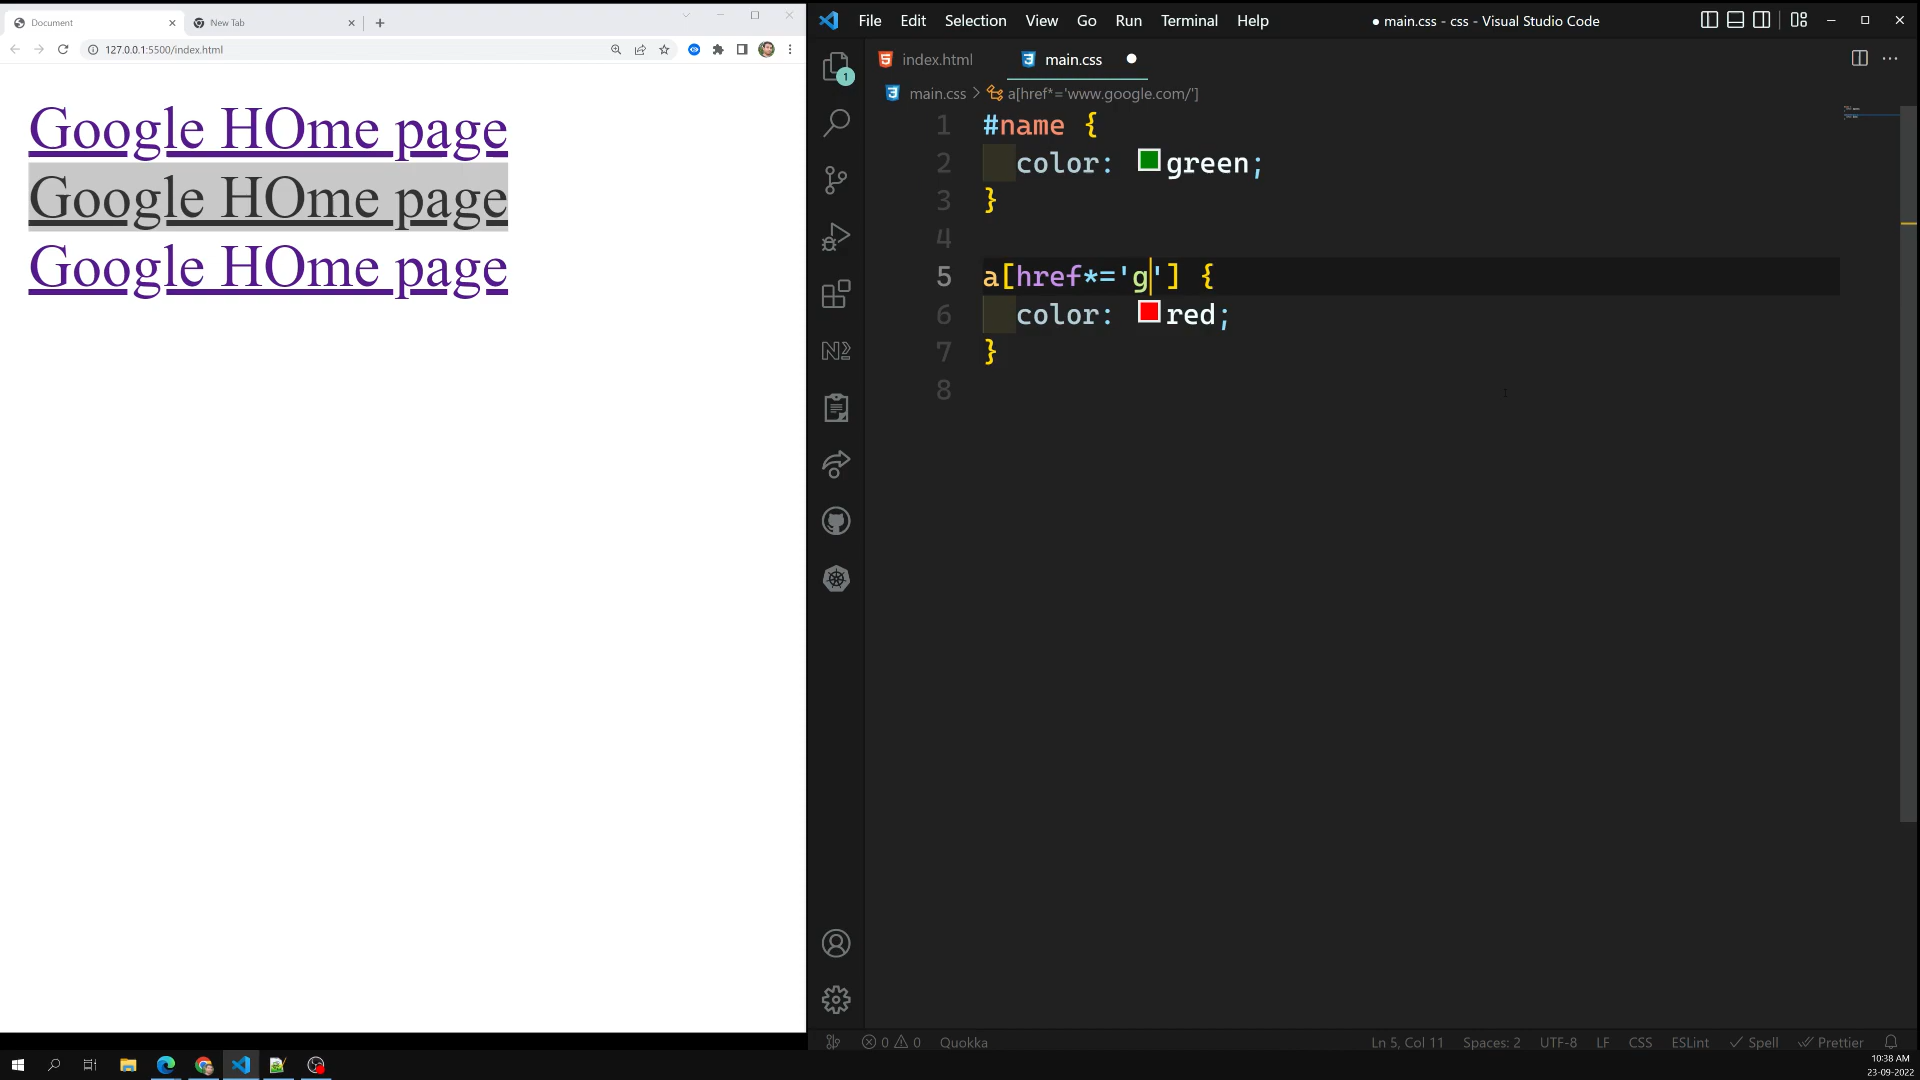 Document
New Tab
127.0.0.1:5500/index.html
Google HOme page
Google HOme page
Google HOme page
File Edit Selection View Go Run Terminal Help
● main.css - css - Visual Studio Code
index.html
main.css
main.css > a[href*='www.google.com/']
1 #name {
2 color: green;
3 }
4
5 a[href*='g'] {
6 color: red;
7 }
8
1
0 0 Quokka
Ln 5, Col 11 Spaces: 2 UTF-8 LF CSS ESLint Spell Prettier
10:38 AM
23-09-2022